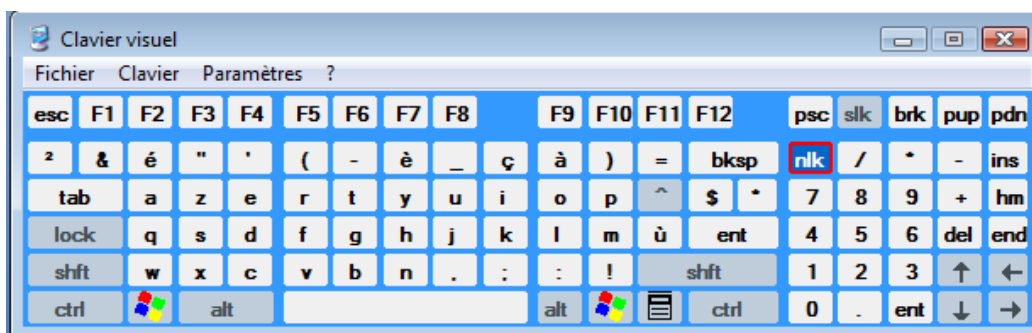 Clavier visuel
Fichier Clavier Paramètres ?
esc F1 F2 F3 F4 F5 F6 F7 F8 F9 F10 F11 F12 psc slk brk pup pdn
² & é " ' ( - è _ ç à ) = bksp nlk / * - ins
tab a z e r t y u i o p ^ $ * 7 8 9 + hm
lock q s d f g h j k l m ù ent 4 5 6 del end
shft w x c v b n . ; : ! shft 1 2 3 ↑ ←
ctrl alt alt ctrl 0 . ent ↓ →